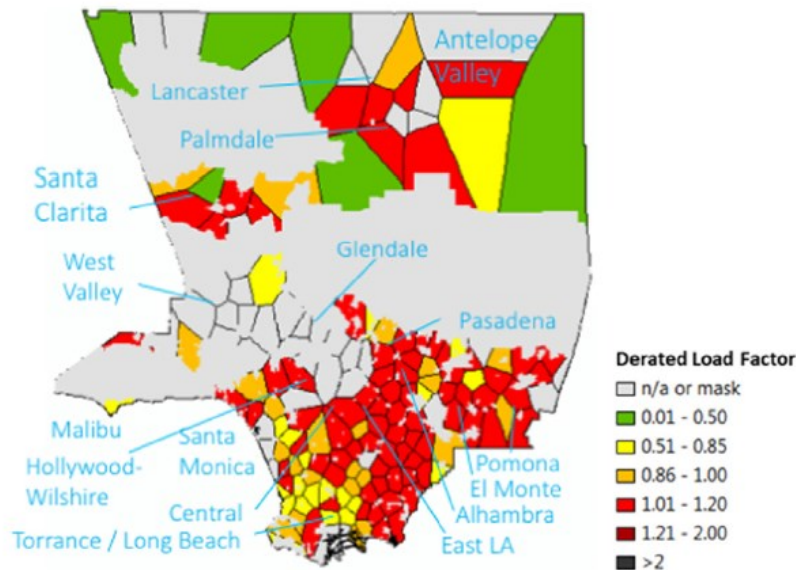 Antelope
Valley
Lancaster
Palmdale
Santa
Clarita
West
Valley
Glendale
Pasadena
Malibu
Hollywood-
Wilshire
Santa
Monica
Central
Torrance / Long Beach
East LA
Alhambra
El Monte
Pomona
Derated Load Factor
n/a or mask
0.01 - 0.50
0.51 - 0.85
0.86 - 1.00
1.01 - 1.20
1.21 - 2.00
>2